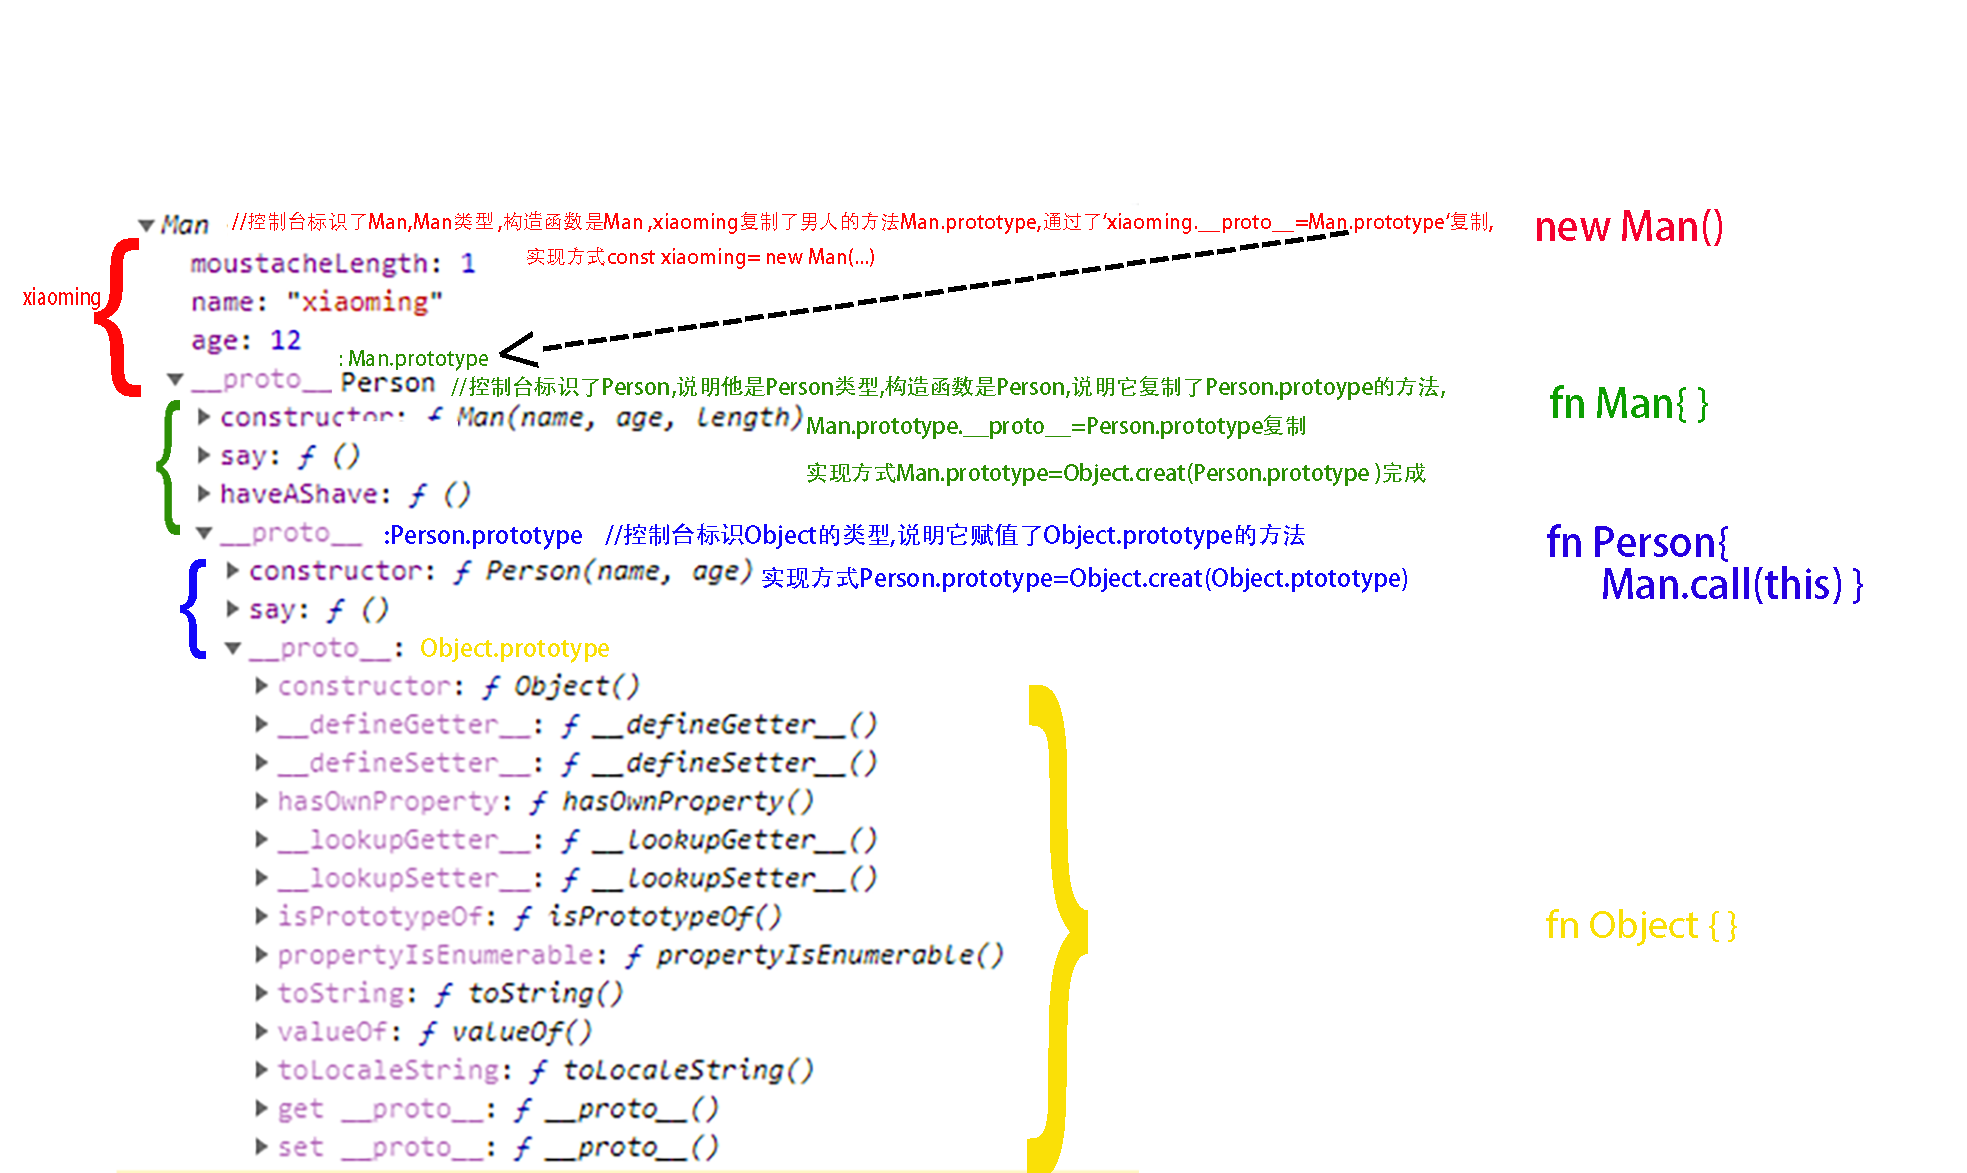 Man //控制台标识了Man,Man类型,构造函数是Man,xiaoming复制了男人的方法Man.prototype,通过了'xiaoming.__proto__=Man.prototype'复制, new Man()
moustacheLength: 1 实现方式const xiaoming= new Man(...)
xiaoming name: "xiaoming"
age: 12
: Man.prototype
__proto__ Person //控制台标识了Person,说明他是Person类型,构造函数是Person,说明它复制了Person.protoype的方法, fn Man{ }
constructor: ƒ Man(name, age, length) Man.prototype.__proto__=Person.prototype复制
say: ƒ () 实现方式Man.prototype=Object.creat(Person.prototype )完成
haveAShave: ƒ ()
__proto__ :Person.prototype //控制台标识Object的类型,说明它赋值了Object.prototype的方法 fn Person{
constructor: ƒ Person(name, age) 实现方式Person.prototype=Object.creat(Object.ptototype) Man.call(this) }
say: ƒ ()
__proto__: Object.prototype
constructor: ƒ Object()
__defineGetter__: ƒ __defineGetter__()
__defineSetter__: ƒ __defineSetter__()
hasOwnProperty: ƒ hasOwnProperty()
__lookupGetter__: ƒ __lookupGetter__()
__lookupSetter__: ƒ __lookupSetter__()
isPrototypeOf: ƒ isPrototypeOf() fn Object { }
propertyIsEnumerable: ƒ propertyIsEnumerable()
toString: ƒ toString()
valueOf: ƒ valueOf()
toLocaleString: ƒ toLocaleString()
get __proto__: ƒ __proto__()
set __proto__: ƒ __proto__()